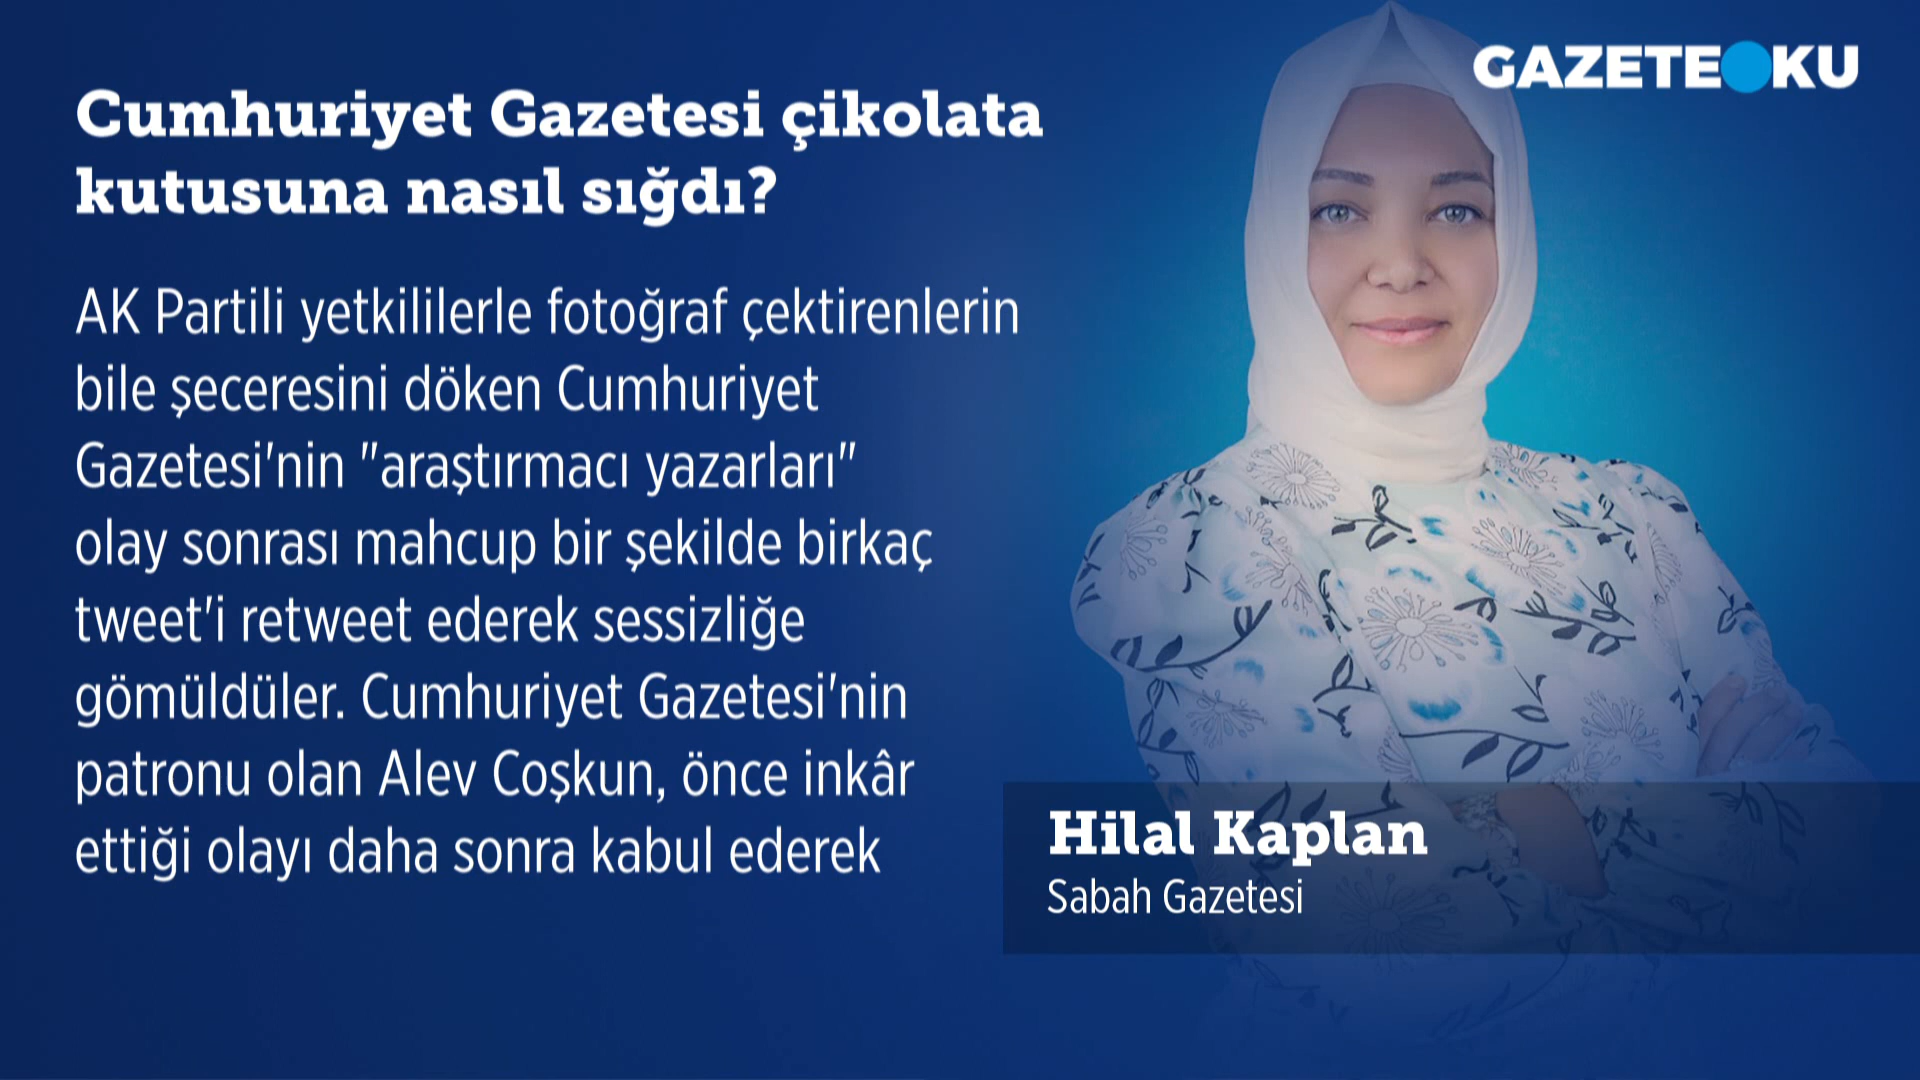 GAZETE KU
Cumhuriyet Gazetesi çikolata
kutusuna nasıl sığdı?
AK Partili yetkililerle fotoğraf çektirenlerin
bile şeceresini döken Cumhuriyet
Gazetesi'nin "araştırmacı yazarları"
olay sonrası mahcup bir şekilde birkaç
tweet'i retweet ederek sessizliğe
gömüldüler. Cumhuriyet Gazetesi'nin
patronu olan Alev Coşkun, önce inkâr
ettiği olayı daha sonra kabul ederek
Hilal Kaplan
Sabah Gazetesi